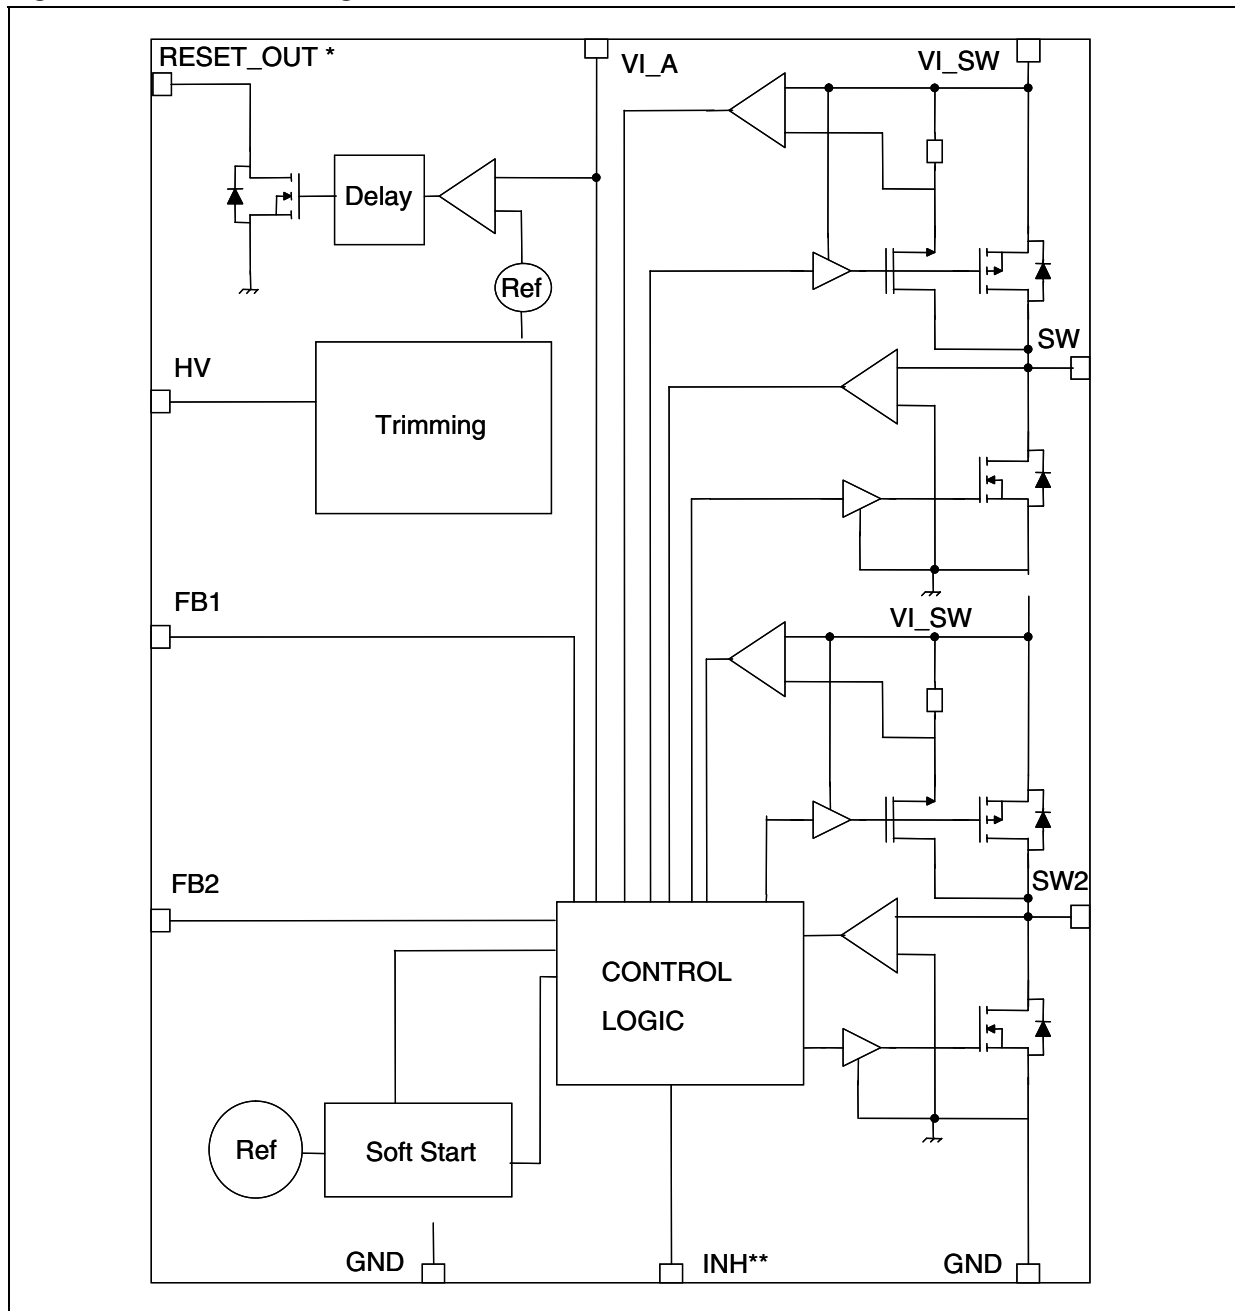 RESET_OUT *
VI_A
VI_SW
Delay
Ref
SW
HV
Trimming
FB1
VI_SW
FB2
SW2
CONTROL
LOGIC
Ref
Soft Start
GND
INH**
GND